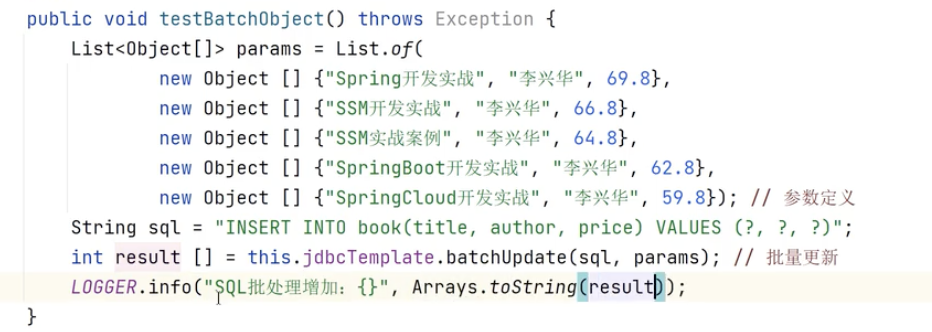 public void testBatchObject() throws Exception {
List<Object[]> params = List.of(
new Object [] {"Spring开发实战", "李兴华", 69.8},
new Object [] {"SSM开发实战", "李兴华", 66.8},
new Object [] {"SSM实战案例", "李兴华", 64.8},
new Object [] {"SpringBoot开发实战", "李兴华", 62.8},
new Object [] {"SpringCloud开发实战", "李兴华", 59.8}); // 参数定义
String sql = "INSERT INTO book(title, author, price) VALUES (?, ?, ?)";
int result [] = this.jdbcTemplate.batchUpdate(sql, params); // 批量更新
LOGGER.info("SQL批处理增加: {}", Arrays.toString(result));
}